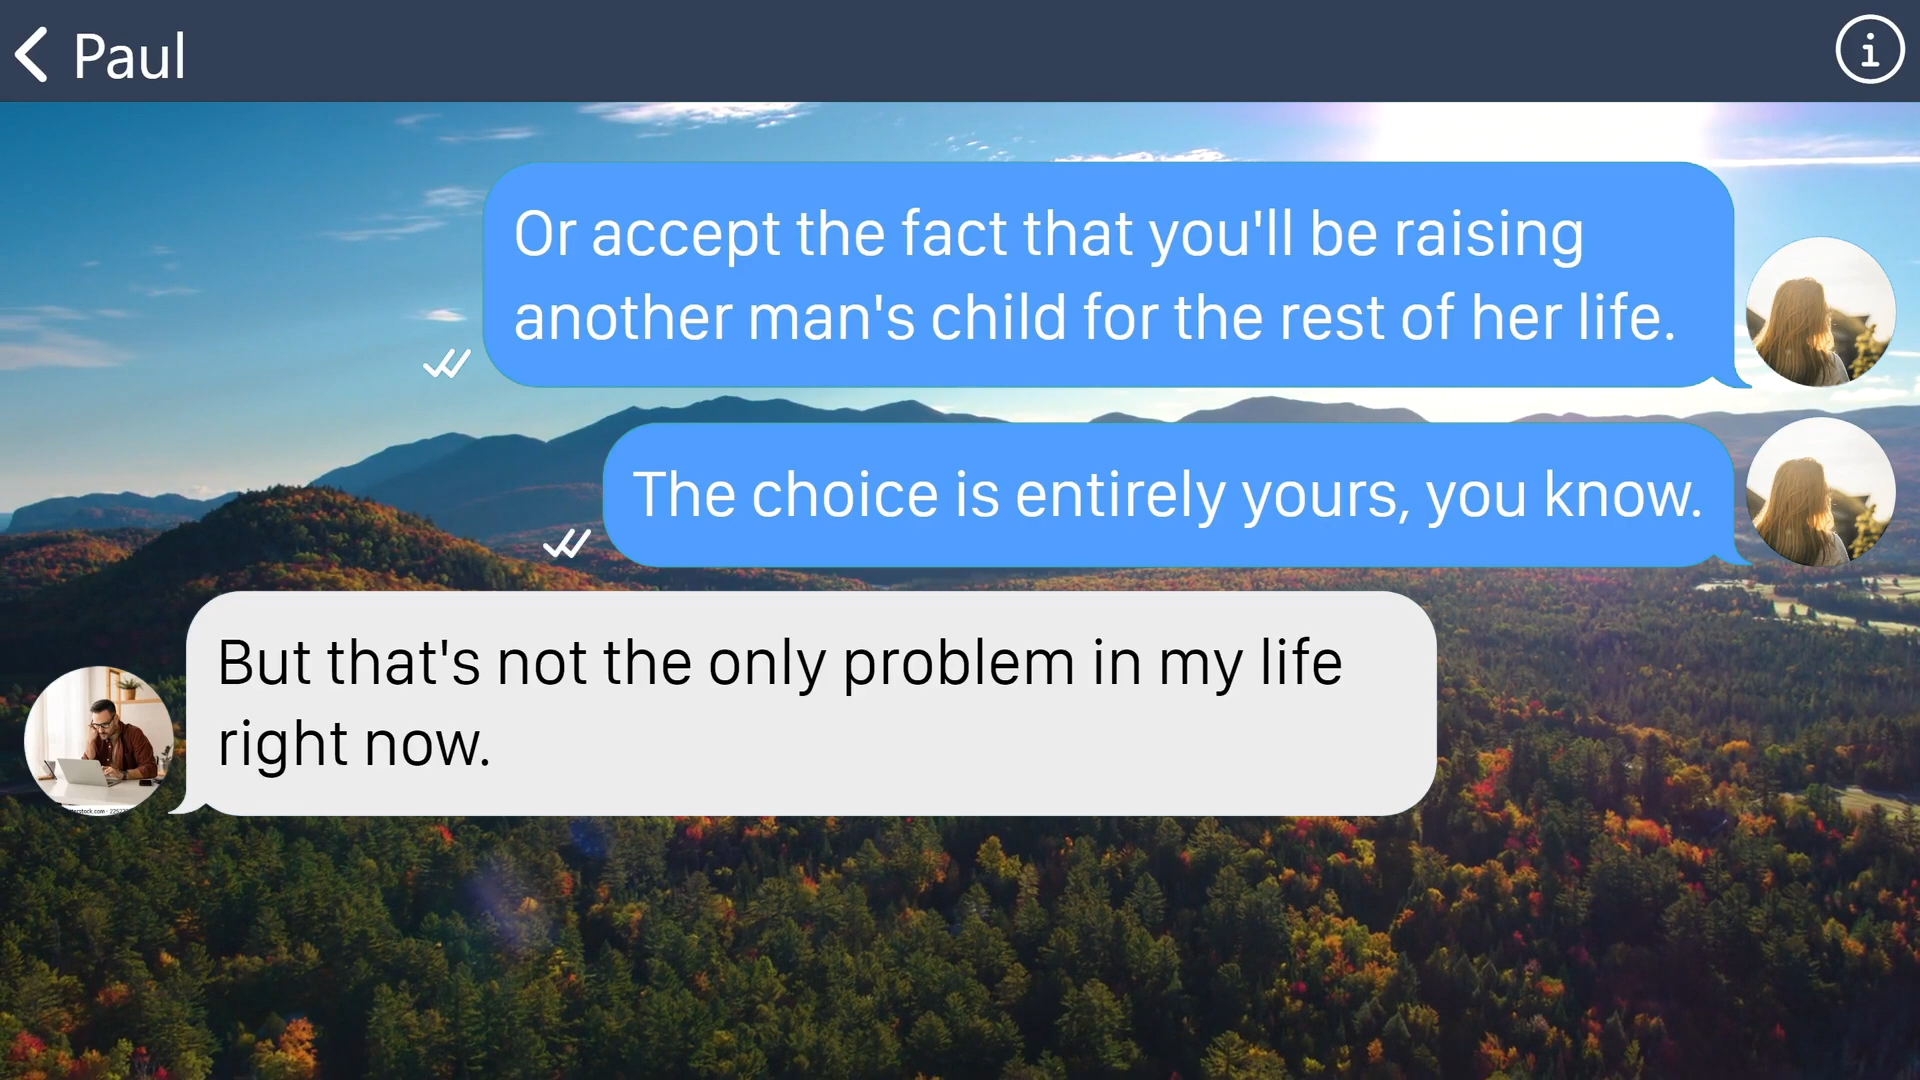 Paul
Or accept the fact that you'll be raising
another man's child for the rest of her life.
The choice is entirely yours, you know.
But that's not the only problem in my life
right now.